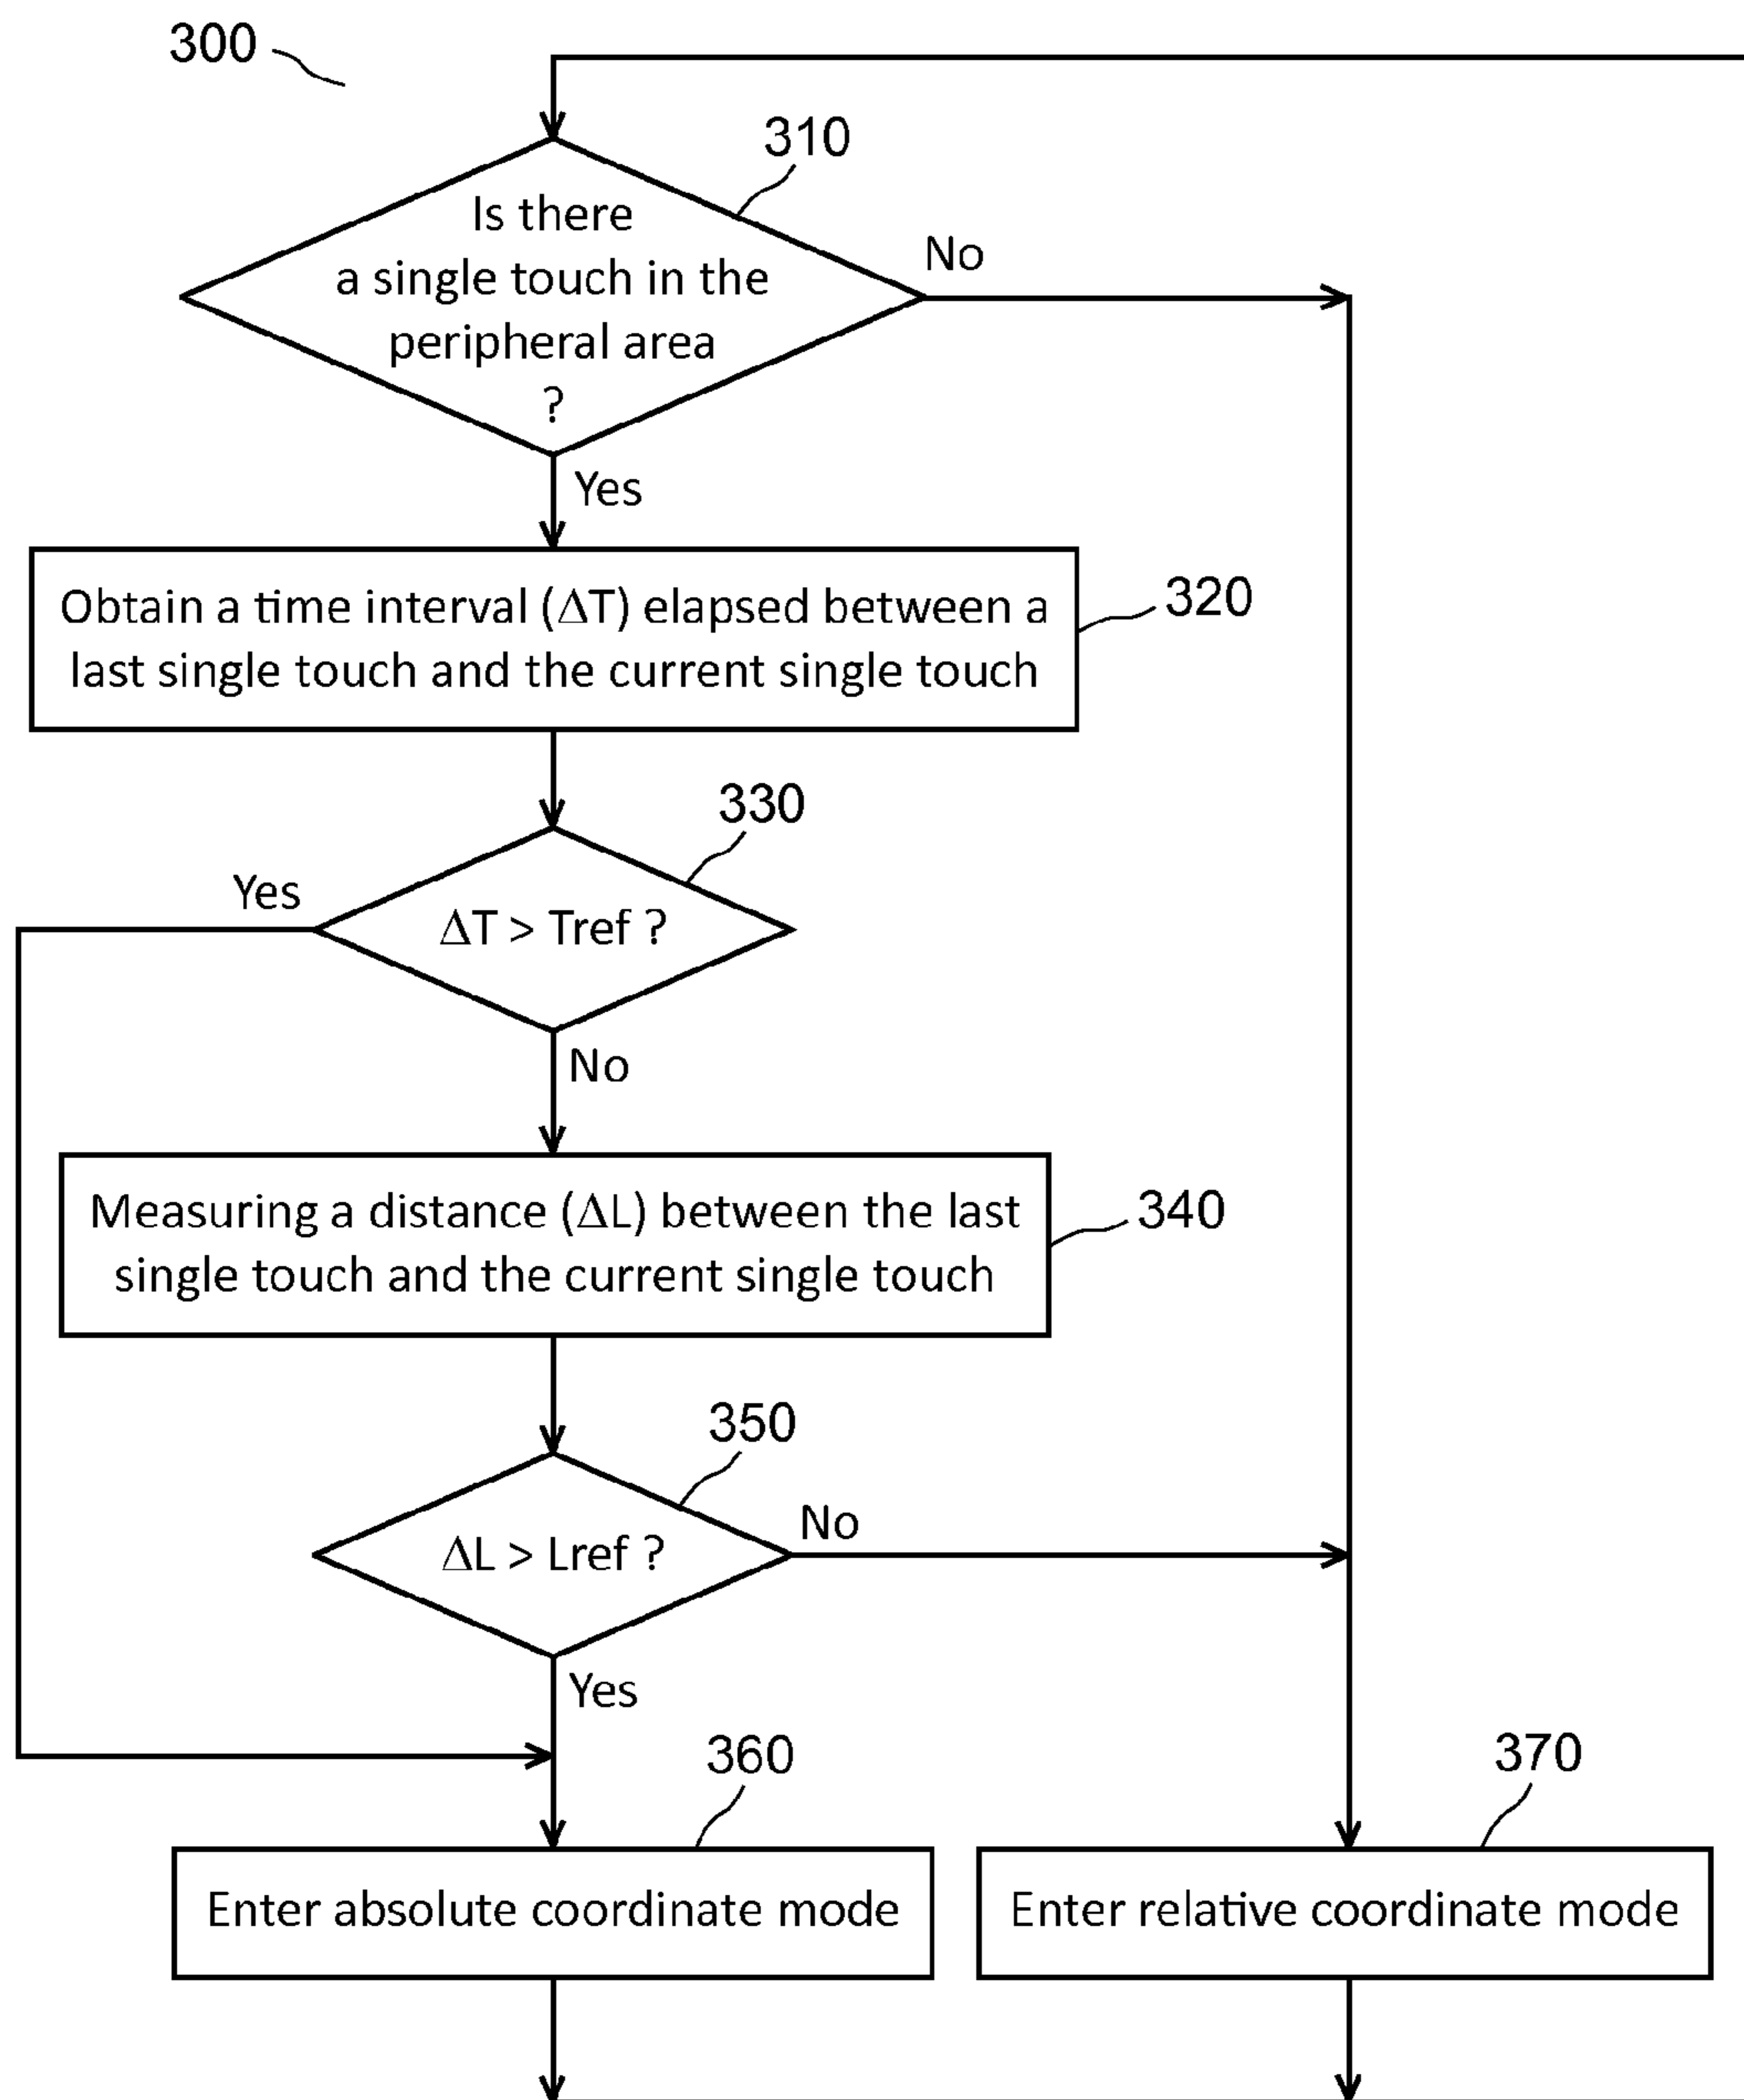 300
310
Is there
a single touch in the
peripheral area
?
No
Yes
Obtain a time interval (ΔT) elapsed between a
last single touch and the current single touch
320
330
Yes
ΔT > Tref ?
No
Measuring a distance (ΔL) between the last
single touch and the current single touch
340
350
ΔL > Lref ?
No
Yes
360
370
Enter absolute coordinate mode
Enter relative coordinate mode